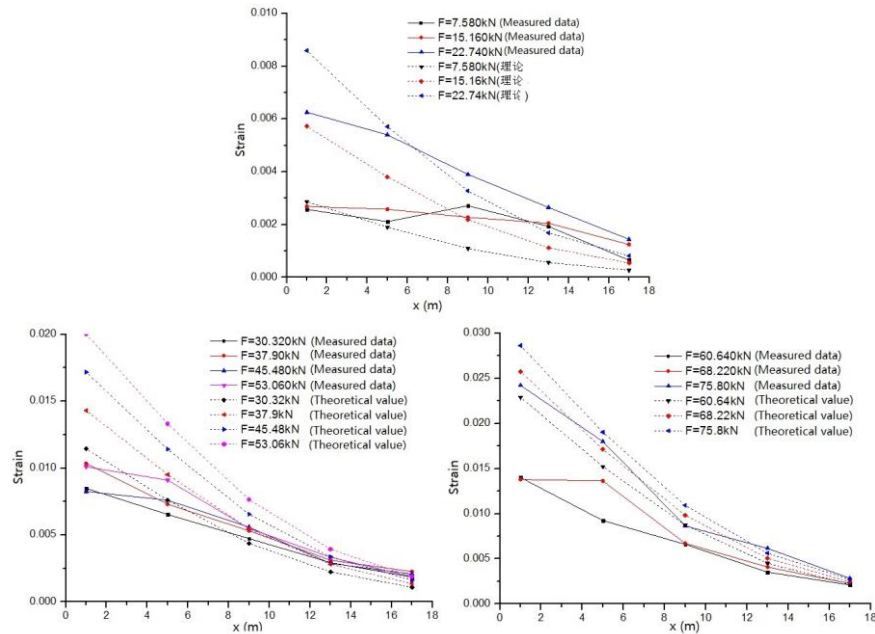 0.010
0.008
0.006
0.004
0.002
0.000
Strain
F=7.580kN (Measured data)
F=15.160kN (Measured data)
F=22.740kN (Measured data)
F=7.580kN(理论
F=15.16kN(理论
F=22.74kN(理论)
0 2 4 6 8 10 12 14 16 18
x (m)
0.020
0.015
0.010
0.005
0.000
Strain
F=30.320kN (Measured data)
F=37.90kN (Measured data)
F=45.480kN (Measured data)
F=53.060kN (Measured data)
F=30.32kN (Theoretical value)
F=37.9kN (Theoretical value)
F=45.48kN (Theoretical value)
F=53.06kN (Theoretical value)
0 2 4 6 8 10 12 14 16 18
x (m)
0.030
0.025
0.020
0.015
0.010
0.005
0.000
Strain
F=60.640kN (Measured data)
F=68.220kN (Measured data)
F=75.80kN (Measured data)
F=60.64kN (Theoretical value)
F=68.22kN (Theoretical value)
F=75.8kN (Theoretical value)
0 2 4 6 8 10 12 14 16 18
x (m)